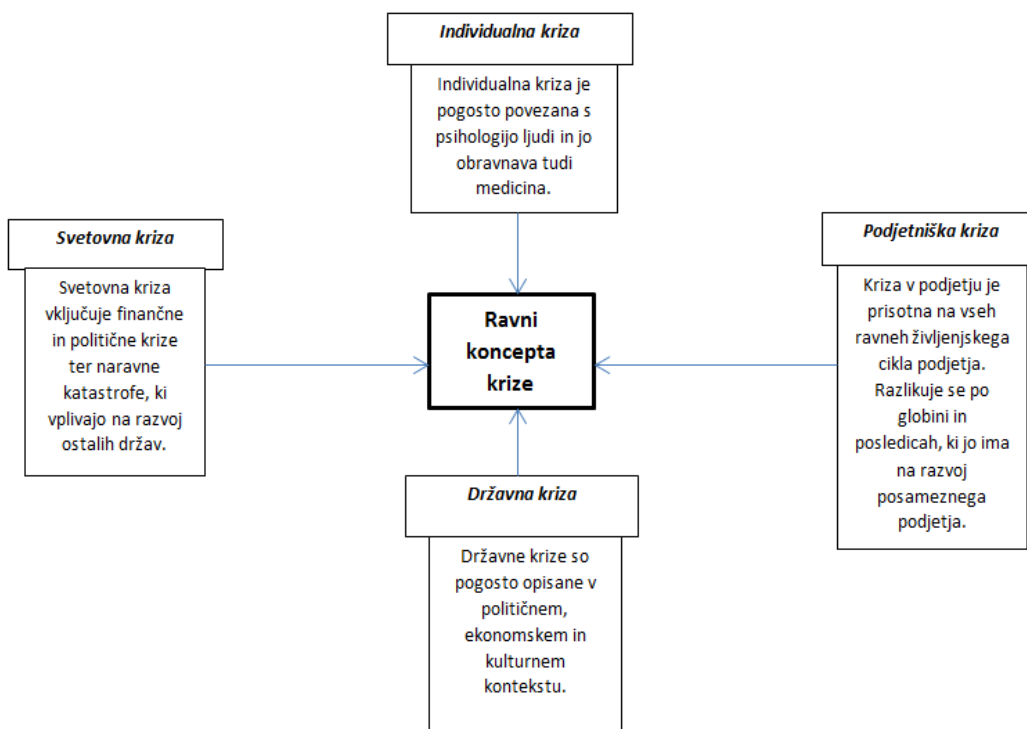 Individualna kriza
Individualna kriza je
pogosto povezana s
psihologijo ljudi in jo
obravnava tudi
medicina.
Svetovna kriza
Svetovna kriza
vključuje finančne
in politične krize
ter naravne
katastrofe, ki
vplivajo na razvoj
ostalih držav.
Ravni
koncepta
krize
Podjetniška kriza
Kriza v podjetju je
prisotna na vseh
ravneh življenjskega
cikla podjetja.
Razlikuje se po
globini in
posledicah, ki jo ima
na razvoj
posameznega
podjetja.
Državna kriza
Državne krize so
pogosto opisane v
političnem,
ekonomskem in
kulturnem
kontekstu.